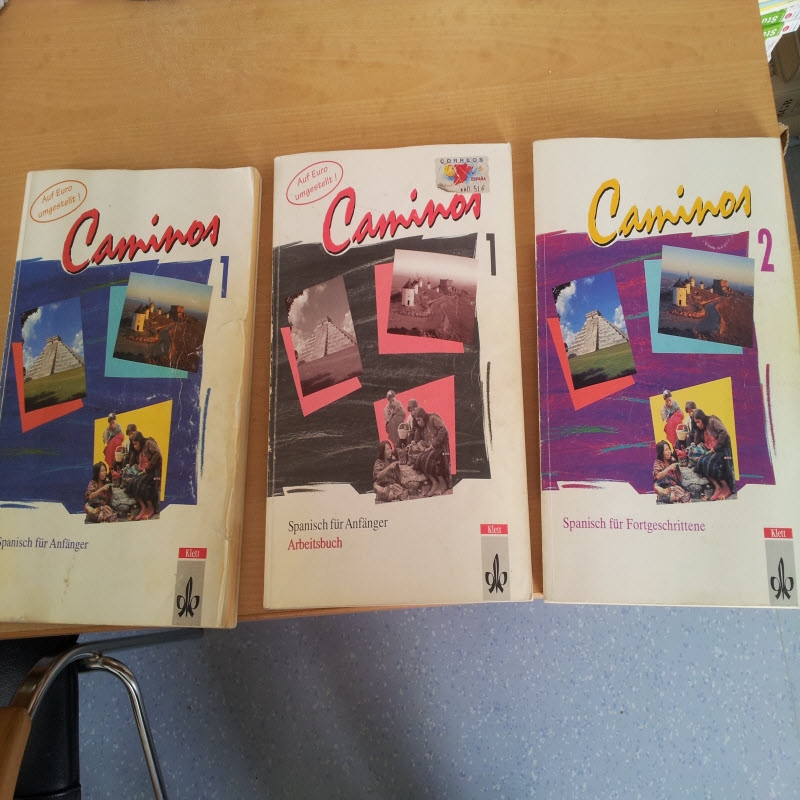 Auf Euro
umgestellt !
Caminos
1
Spanisch für Anfänger
Klett
Auf Euro
umgestellt !
CORREOS
ESPAÑA
Caminos
1
Spanisch für Anfänger
Arbeitsbuch
Klett
Caminos
2
Spanisch für Fortgeschrittene
Klett